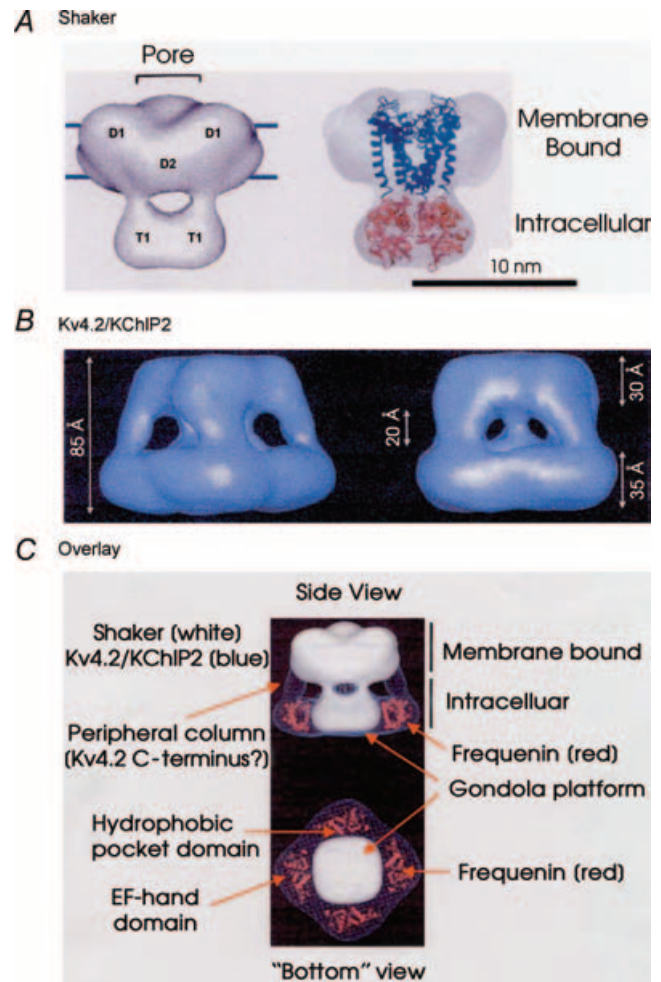 A Shaker
Pore
D1 D1
D2
T1 T1
Membrane
Bound
Intracellular
10 nm
B Kv4.2/KChIP2
85 Å
20 Å
30 Å
35 Å
C Overlay
Side View
Shaker (white)
Kv4.2/KChIP2 (blue)
Membrane bound
Intracelluar
Peripheral column
(Kv4.2 C-terminus?)
Frequenin (red)
Gondola platform
Hydrophobic
pocket domain
Frequenin (red)
EF-hand
domain
"Bottom" view